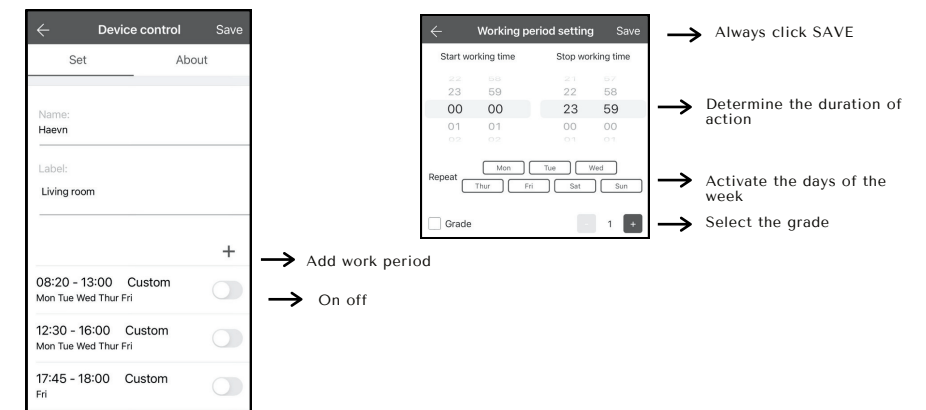 Device control Save
Set About
Name:
Haevn
Label:
Living room
+
08:20 - 13:00 Custom
Mon Tue Wed Thur Fri
12:30 - 16:00 Custom
Mon Tue Wed Thur Fri
17:45 - 18:00 Custom
Fri
Add work period
On off
Working period setting Save
Start working time Stop working time
23 59 22 58
00 00 23 59
01 01 00 00
Repeat
Mon Tue Wed
Thur Fri Sat Sun
Grade - 1 +
Always click SAVE
Determine the duration of
action
Activate the days of the
week
Select the grade